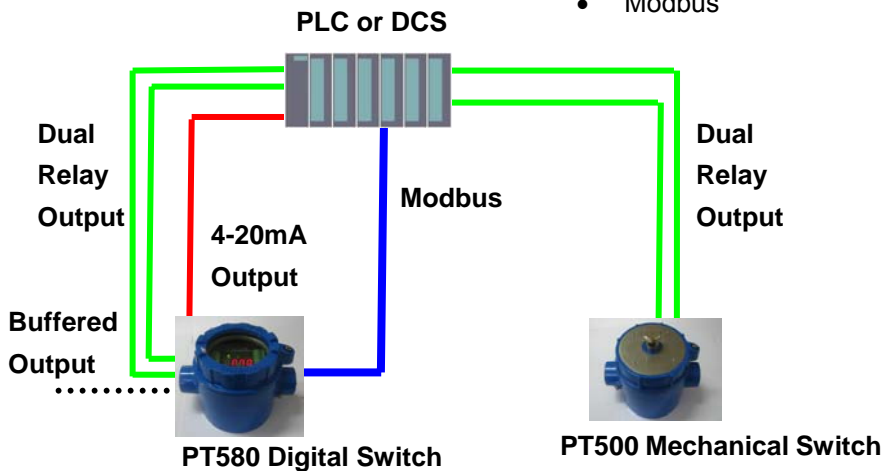 • Modbus
PLC or DCS
Dual
Relay
Output
Dual
Relay
Output
Modbus
4-20mA
Output
Buffered
Output
PT580 Digital Switch
PT500 Mechanical Switch